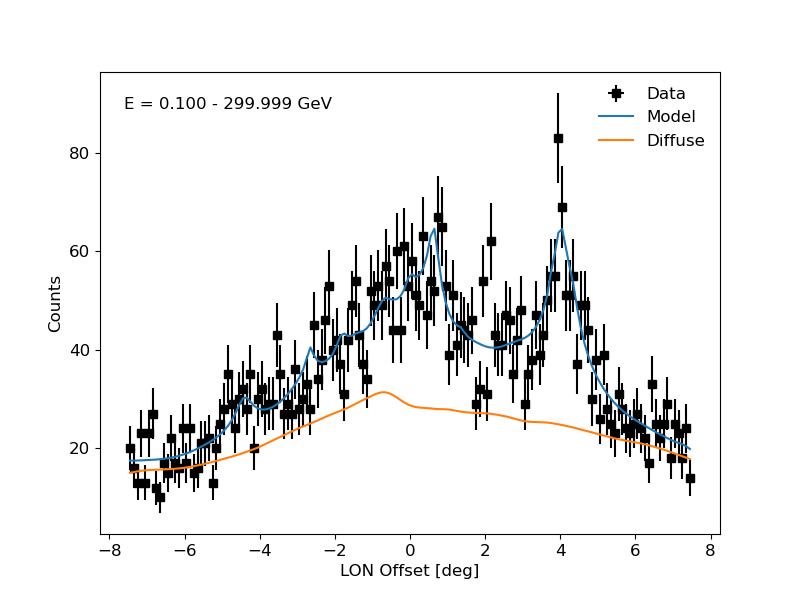 E = 0.100 - 299.999 GeV
Data
Model
Diffuse
80
60
40
20
Counts
−8 −6 −4 −2 0 2 4 6 8
LON Offset [deg]